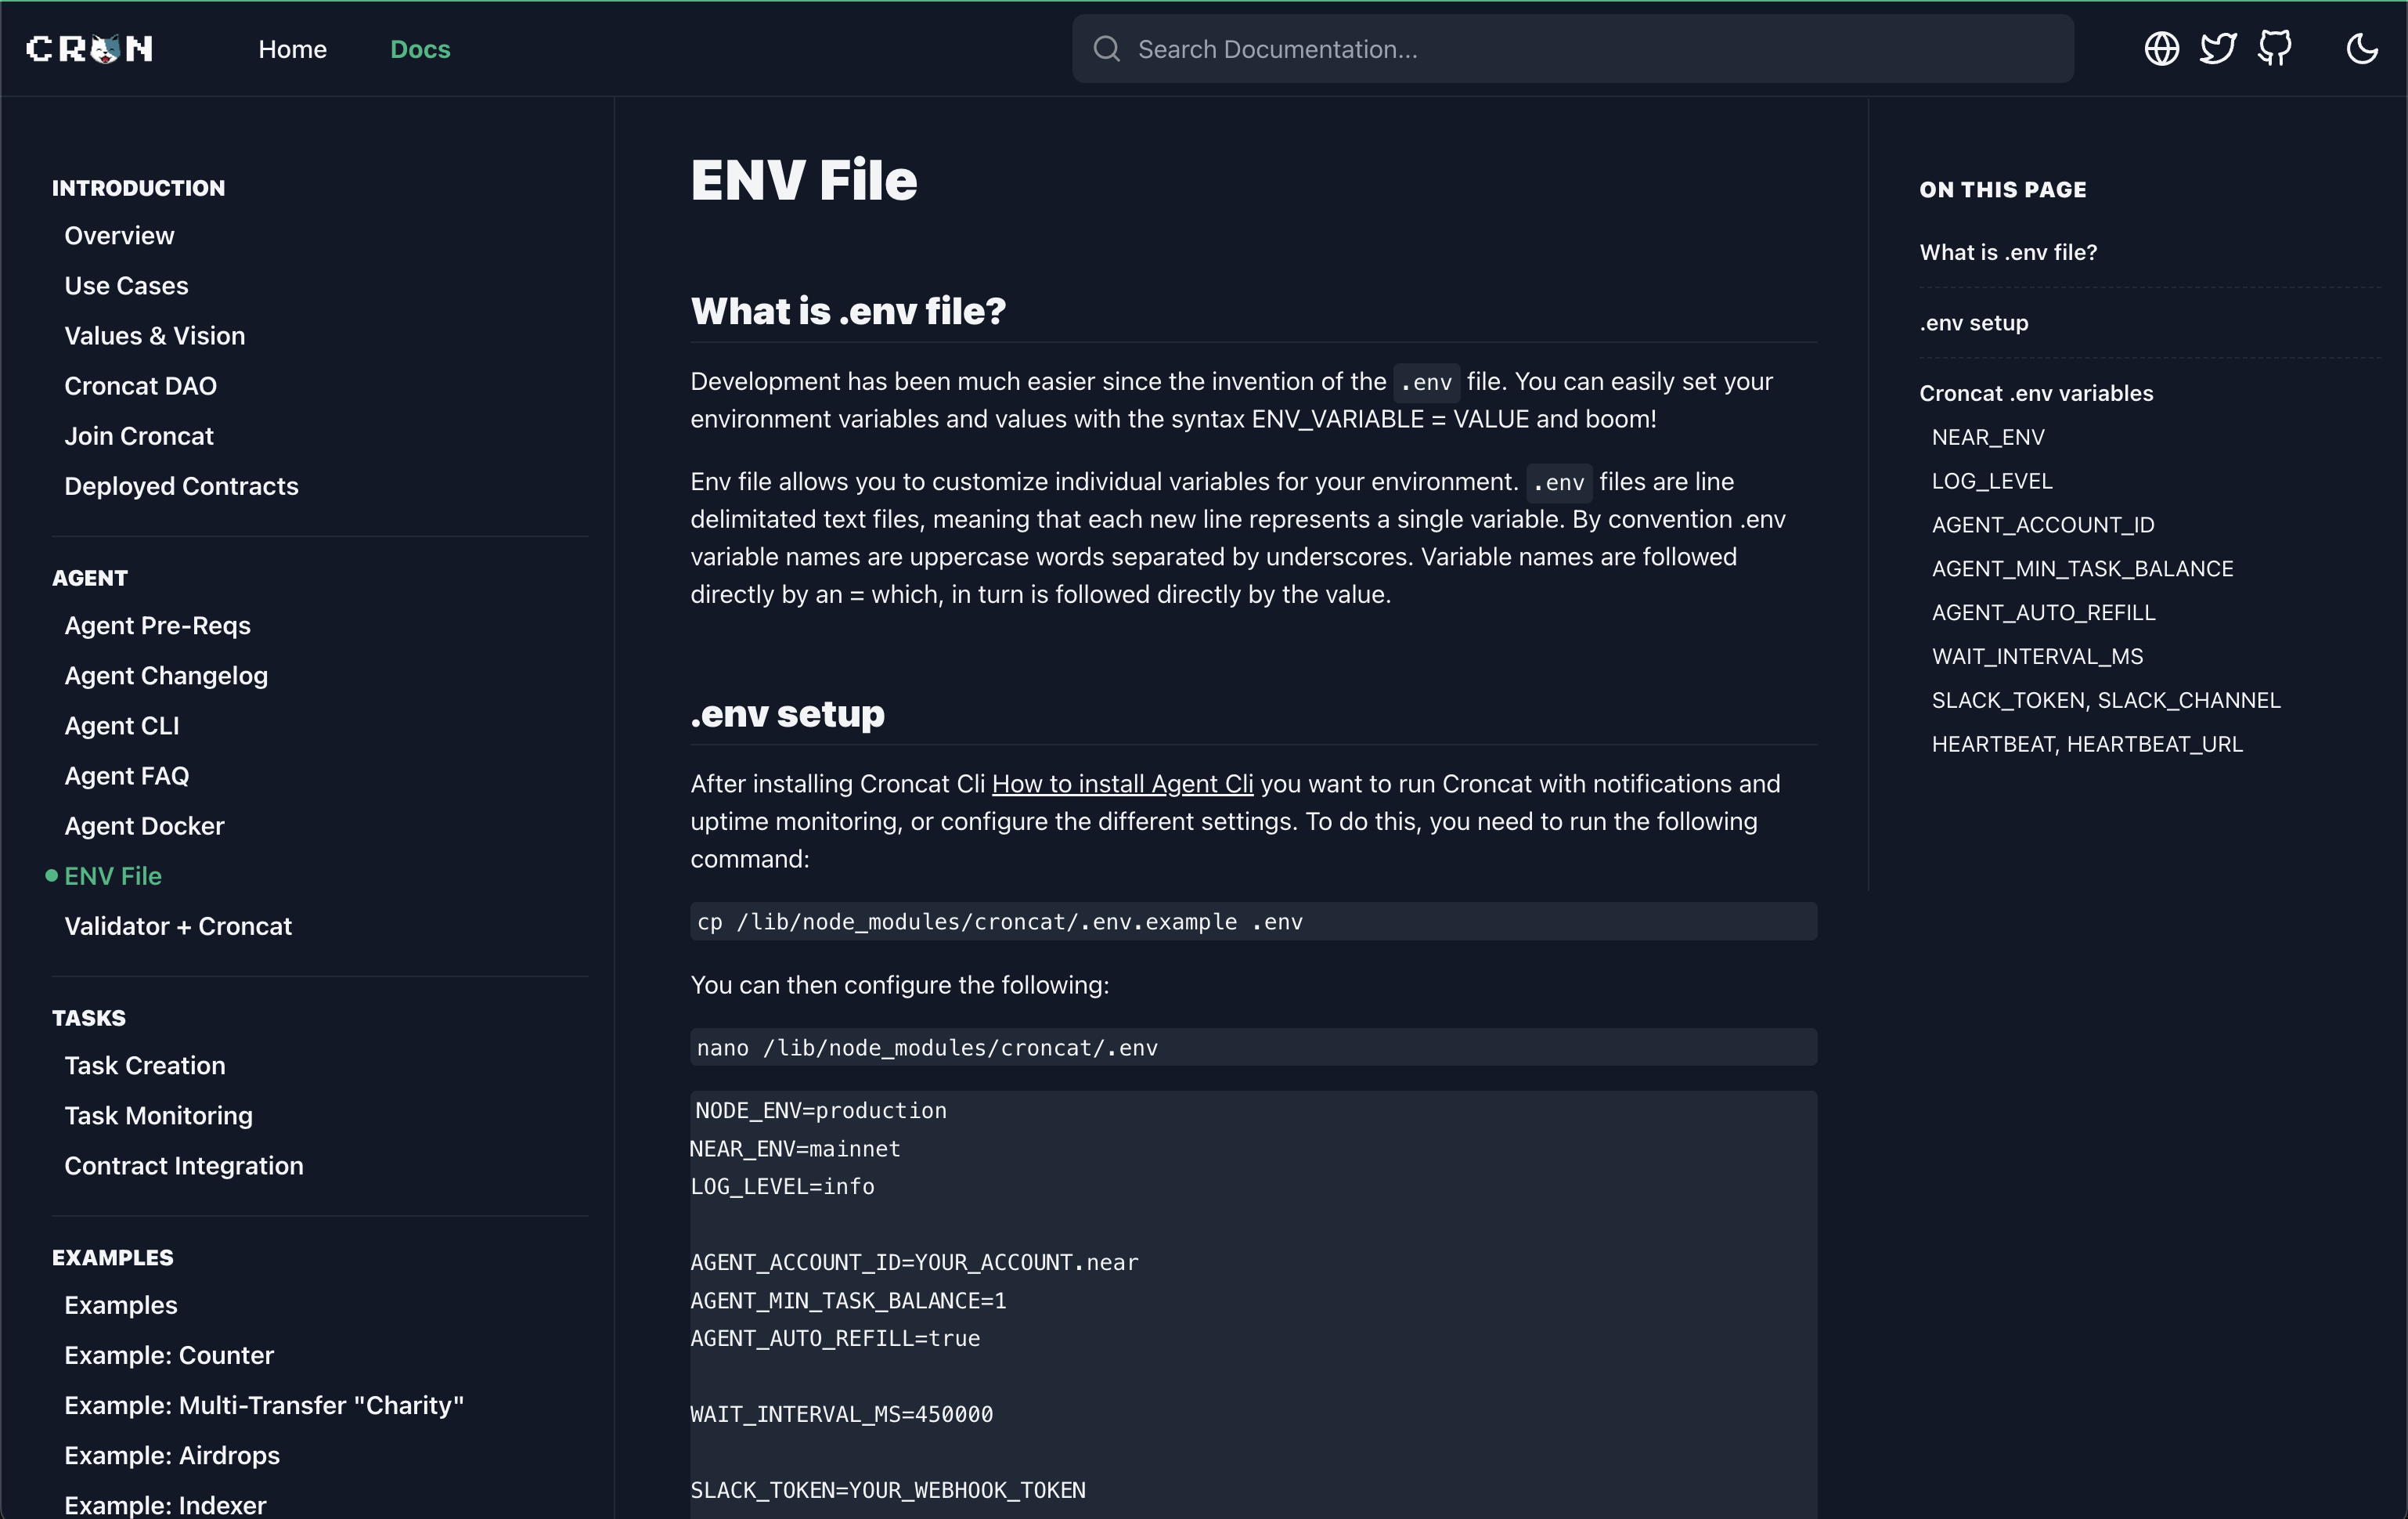 CRON
Home
Docs
Search Documentation...
INTRODUCTION
Overview
Use Cases
Values & Vision
Croncat DAO
Join Croncat
Deployed Contracts
AGENT
Agent Pre-Reqs
Agent Changelog
Agent CLI
Agent FAQ
Agent Docker
ENV File
Validator + Croncat
TASKS
Task Creation
Task Monitoring
Contract Integration
EXAMPLES
Examples
Example: Counter
Example: Multi-Transfer "Charity"
Example: Airdrops
Example: Indexer
ENV File
What is .env file?
Development has been much easier since the invention of the .env file. You can easily set your
environment variables and values with the syntax ENV_VARIABLE = VALUE and boom!
Env file allows you to customize individual variables for your environment. .env files are line
delimitated text files, meaning that each new line represents a single variable. By convention .env
variable names are uppercase words separated by underscores. Variable names are followed
directly by an = which, in turn is followed directly by the value.
.env setup
After installing Croncat Cli How to install Agent Cli you want to run Croncat with notifications and
uptime monitoring, or configure the different settings. To do this, you need to run the following
command:
cp /lib/node_modules/croncat/.env.example .env
You can then configure the following:
nano /lib/node_modules/croncat/.env
NODE_ENV=production
NEAR_ENV=mainnet
LOG_LEVEL=info
AGENT_ACCOUNT_ID=YOUR_ACCOUNT.near
AGENT_MIN_TASK_BALANCE=1
AGENT_AUTO_REFILL=true
WAIT_INTERVAL_MS=450000
SLACK_TOKEN=YOUR_WEBHOOK_TOKEN
ON THIS PAGE
What is .env file?
.env setup
Croncat .env variables
NEAR_ENV
LOG_LEVEL
AGENT_ACCOUNT_ID
AGENT_MIN_TASK_BALANCE
AGENT_AUTO_REFILL
WAIT_INTERVAL_MS
SLACK_TOKEN, SLACK_CHANNEL
HEARTBEAT, HEARTBEAT_URL